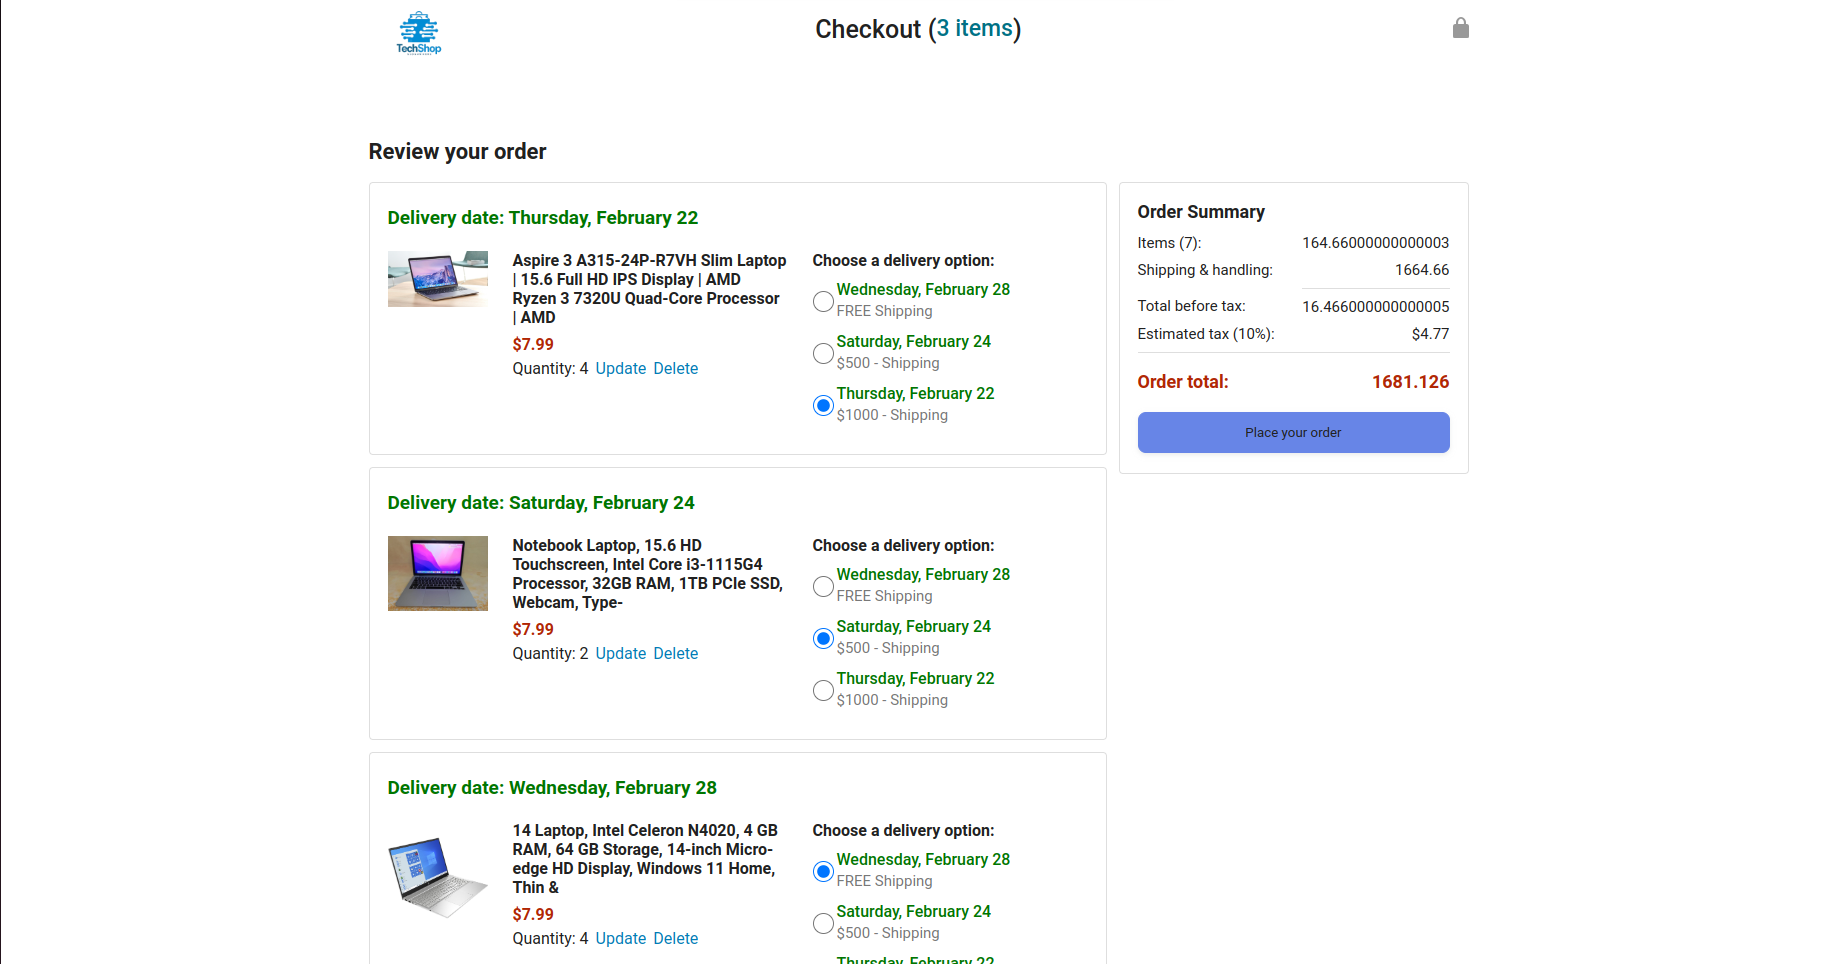 TechShop
Checkout (3 items)
Review your order
Delivery date: Thursday, February 22
Aspire 3 A315-24P-R7VH Slim Laptop
| 15.6 Full HD IPS Display | AMD
Ryzen 3 7320U Quad-Core Processor
| AMD
$7.99
Quantity: 4 Update Delete
Choose a delivery option:
Wednesday, February 28
FREE Shipping
Saturday, February 24
$500 - Shipping
Thursday, February 22
$1000 - Shipping
Order Summary
Items (7): 164.66000000000003
Shipping & handling: 1664.66
Total before tax: 16.466000000000005
Estimated tax (10%): $4.77
Order total: 1681.126
Place your order
Delivery date: Saturday, February 24
Notebook Laptop, 15.6 HD
Touchscreen, Intel Core i3-1115G4
Processor, 32GB RAM, 1TB PCIe SSD,
Webcam, Type-
$7.99
Quantity: 2 Update Delete
Choose a delivery option:
Wednesday, February 28
FREE Shipping
Saturday, February 24
$500 - Shipping
Thursday, February 22
$1000 - Shipping
Delivery date: Wednesday, February 28
14 Laptop, Intel Celeron N4020, 4 GB
RAM, 64 GB Storage, 14-inch Micro-
edge HD Display, Windows 11 Home,
Thin &
$7.99
Quantity: 4 Update Delete
Choose a delivery option:
Wednesday, February 28
FREE Shipping
Saturday, February 24
$500 - Shipping
Thursday, February 22